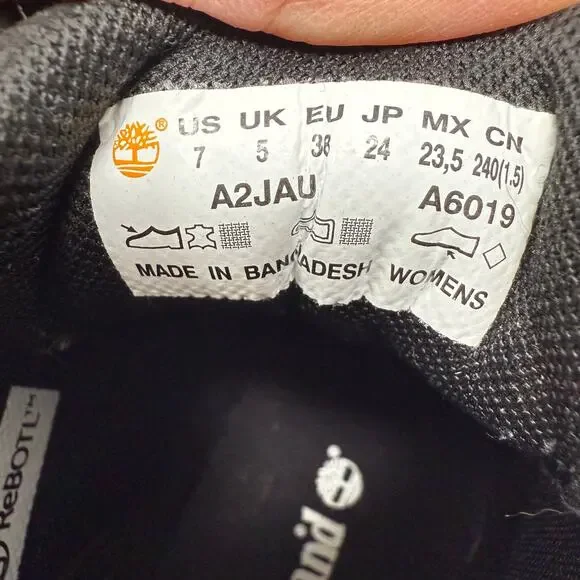 US UK EU JP MX CN
7 5 38 24 23,5 240(1.5)
A2JAU A6019
MADE IN BANGLADESH WOMENS
ReBOTL™